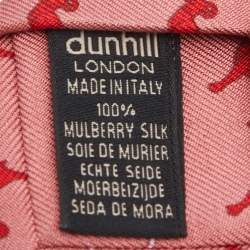 dunhill
LONDON
MADE IN ITALY
100%
MULBERRY SILK
SOIE DE MURIER
ECHTE SEIDE
MOERBEIZIJDE
SEDA DE MORA